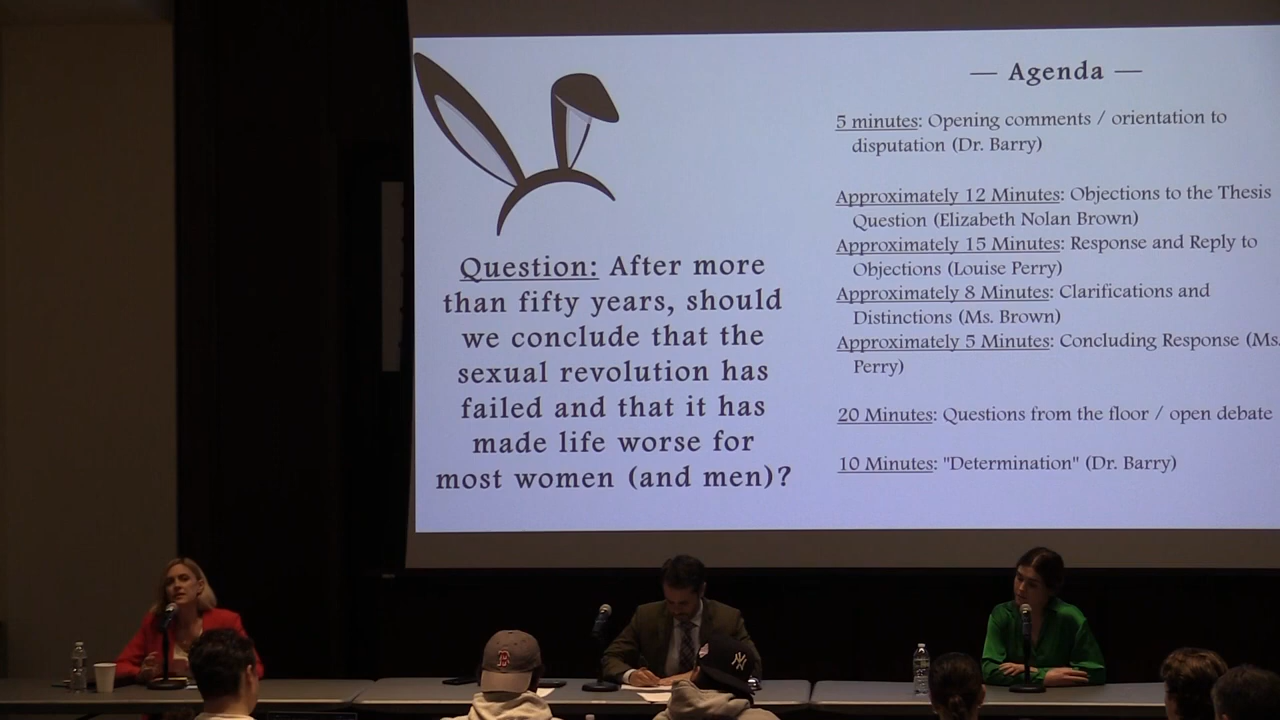 Question: After more
than fifty years, should
we conclude that the
sexual revolution has
failed and that it has
made life worse for
most women (and men)?
— Agenda —
5 minutes: Opening comments / orientation to
disputation (Dr. Barry)
Approximately 12 Minutes: Objections to the Thesis
Question (Elizabeth Nolan Brown)
Approximately 15 Minutes: Response and Reply to
Objections (Louise Perry)
Approximately 8 Minutes: Clarifications and
Distinctions (Ms. Brown)
Approximately 5 Minutes: Concluding Response (Ms.
Perry)
20 Minutes: Questions from the floor / open debate
10 Minutes: "Determination" (Dr. Barry)
B
NY